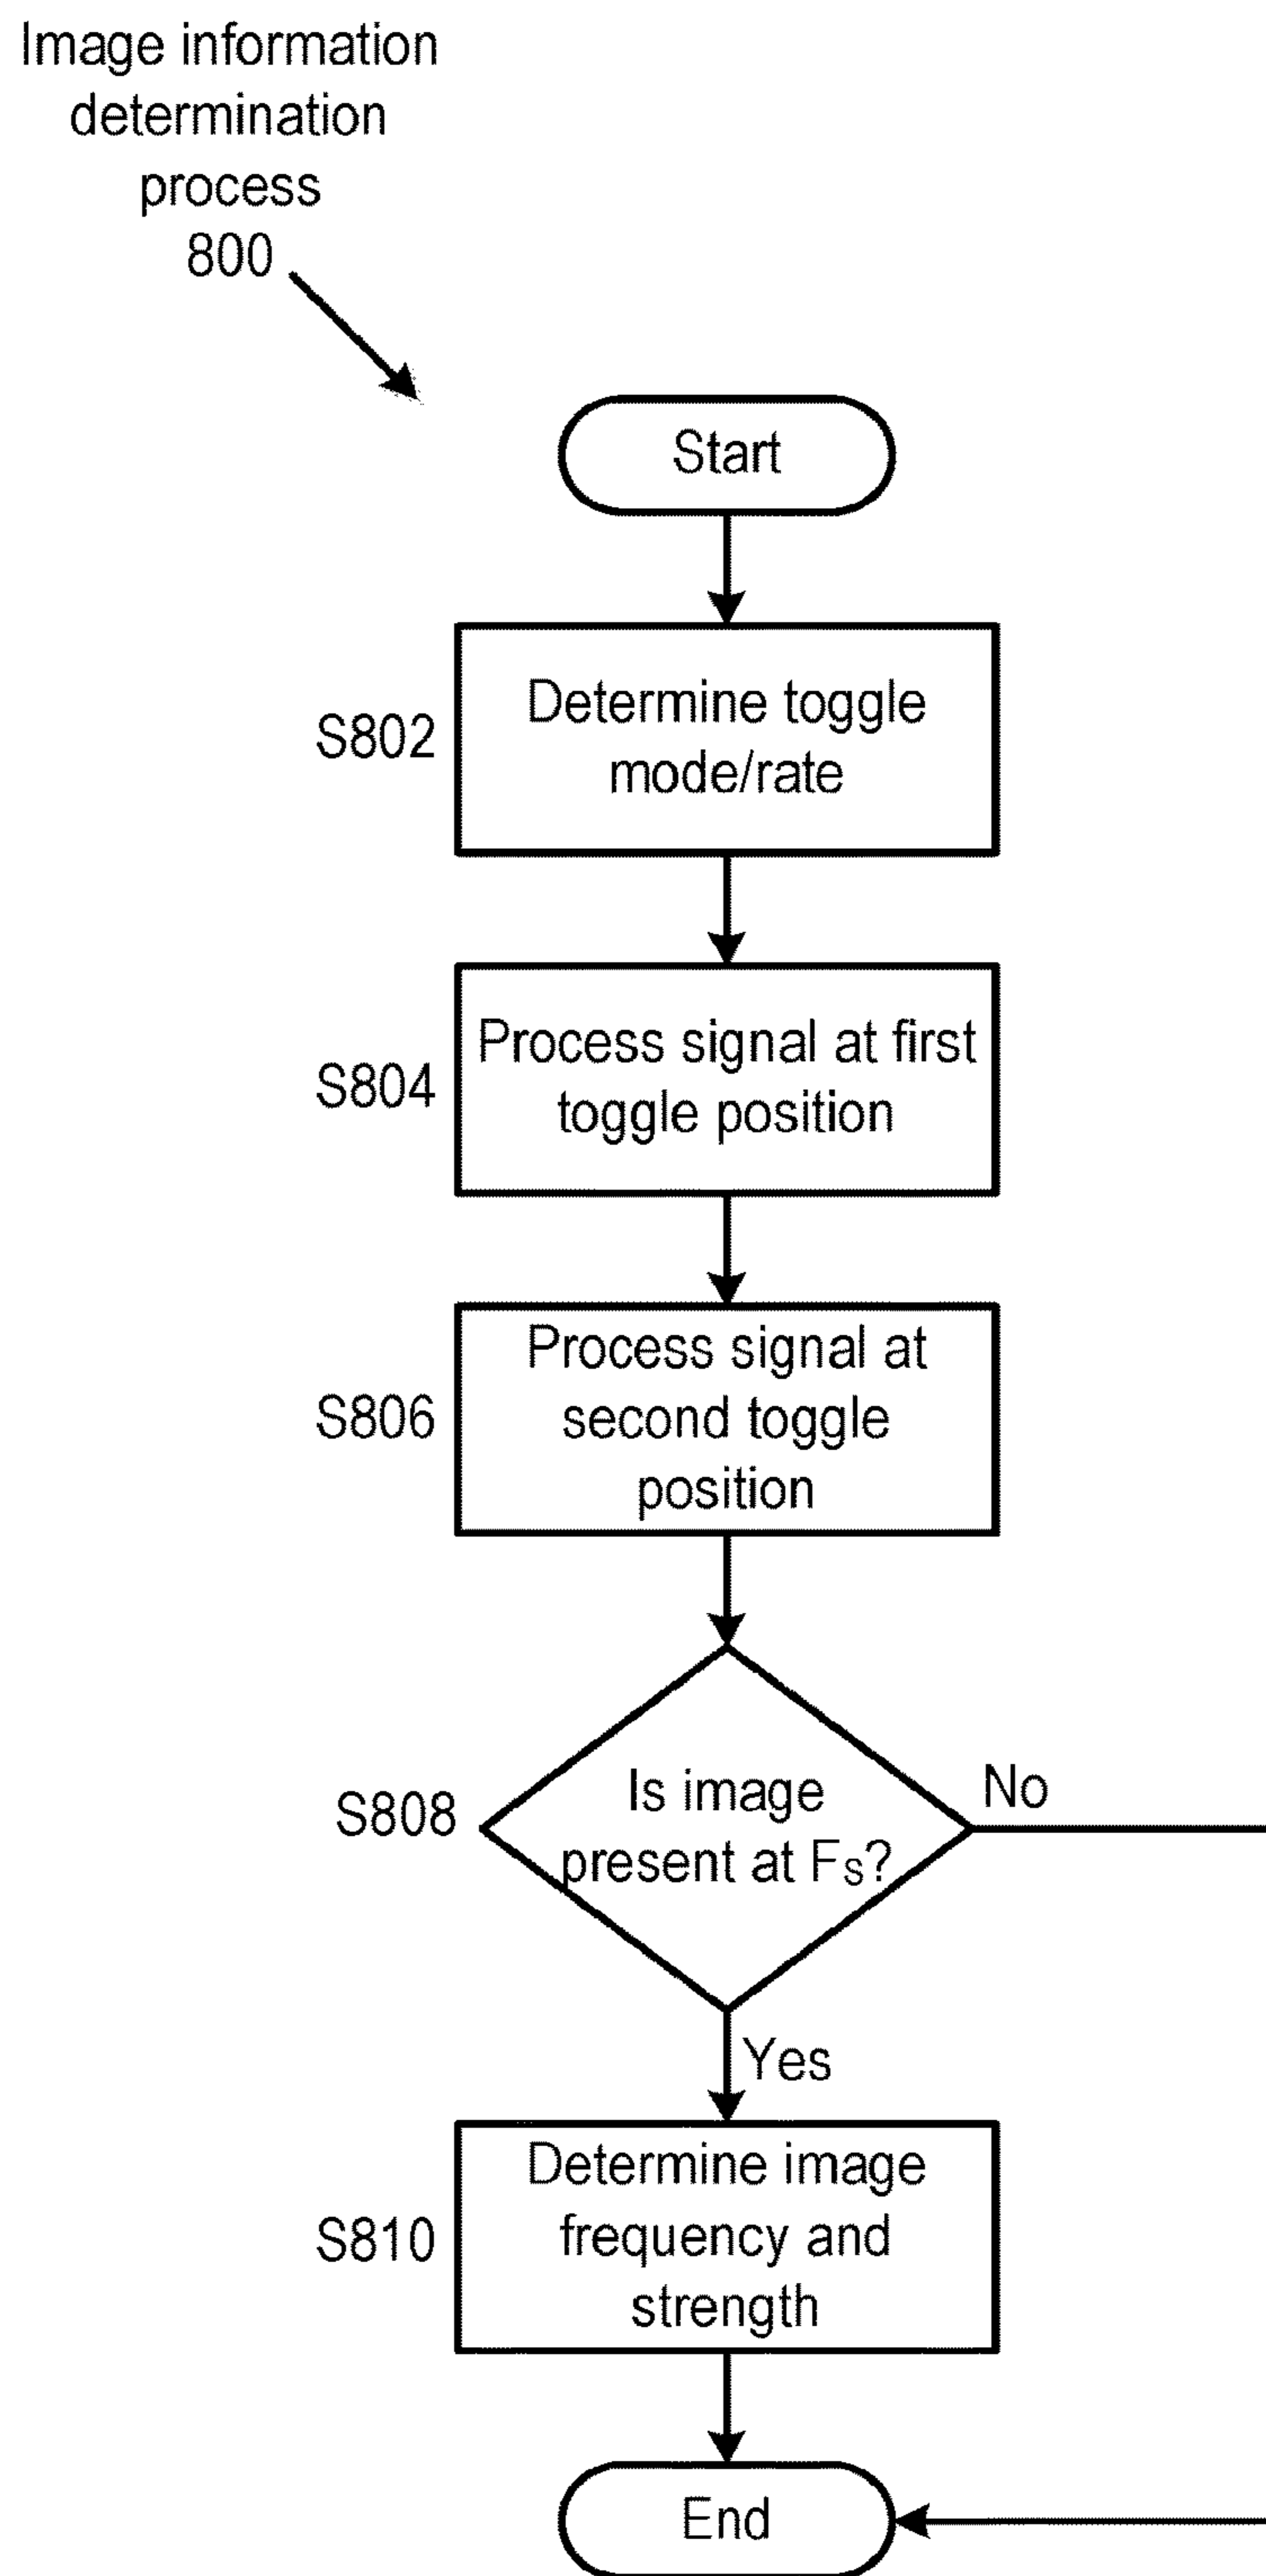 Image information
determination
process
800
Start
S802
Determine toggle
mode/rate
S804
Process signal at first
toggle position
S806
Process signal at
second toggle
position
S808
Is image
present at Fs?
No
Yes
S810
Determine image
frequency and
strength
End